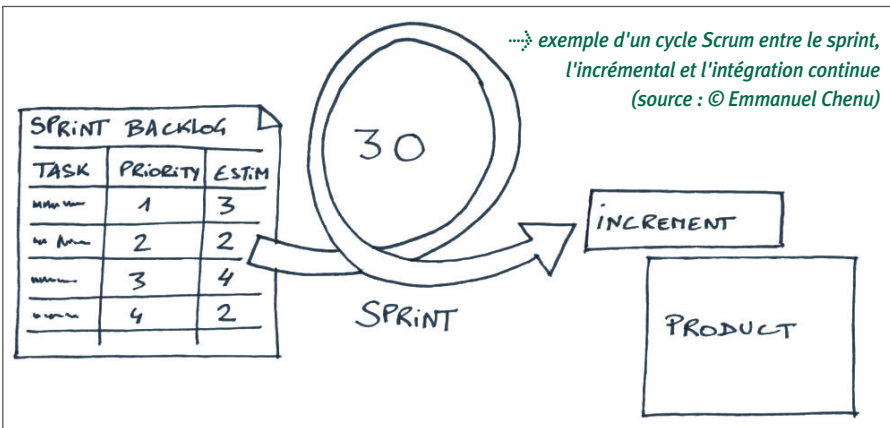 exemple d'un cycle Scrum entre le sprint,
l'incrémental et l'intégration continue
(source : © Emmanuel Chenu)
SPRINT BACKLOG
TASK PRIORITY ESTIM
1 3
2 2
3 4
4 2
30
SPRINT
INCREMENT
PRODUCT